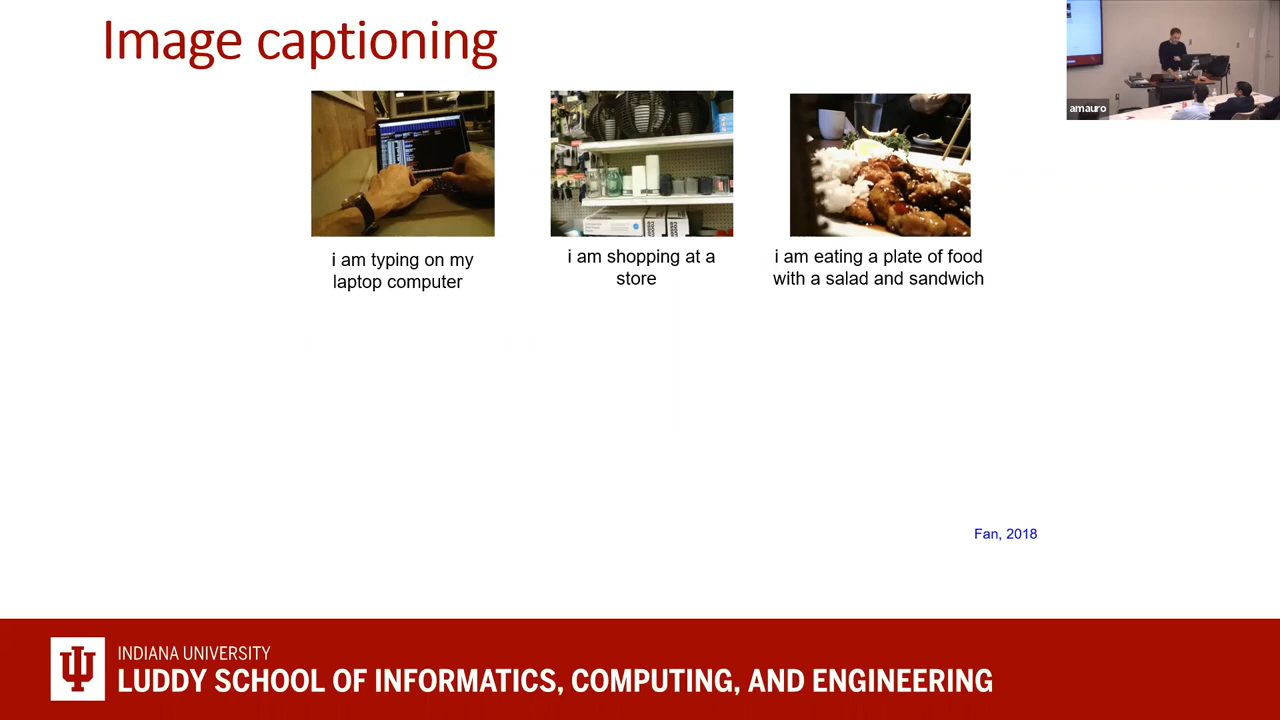 Image captioning
amauro
i am typing on my
laptop computer
i am shopping at a
store
i am eating a plate of food
with a salad and sandwich
Fan, 2018
INDIANA UNIVERSITY
LUDDY SCHOOL OF INFORMATICS, COMPUTING, AND ENGINEERING